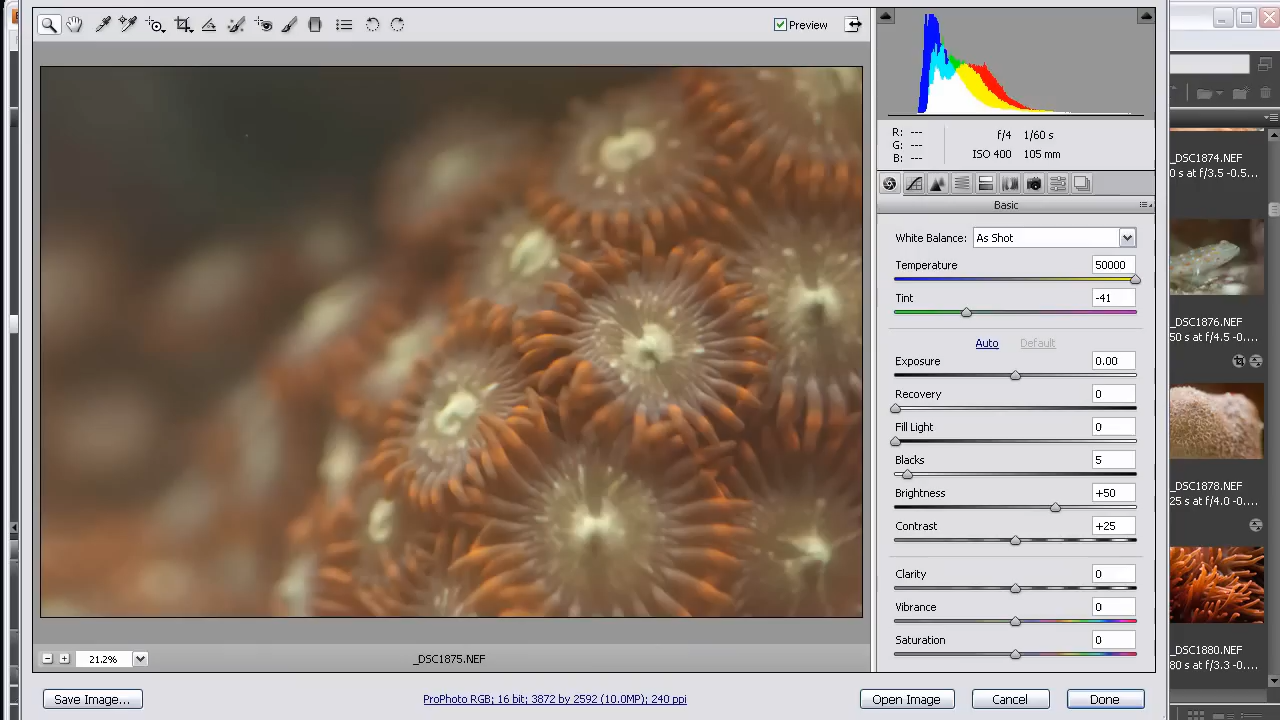 Preview
R: ---
G: ---
B: ---
f/4 1/60 s
ISO 400 105 mm
Basic
White Balance: As Shot
Temperature 50000
Tint -41
Auto Default
Exposure 0.00
Recovery 0
Fill Light 0
Blacks 5
Brightness +50
Contrast +25
Clarity 0
Vibrance 0
Saturation 0
21.2%
_DSC1875.NEF
Save Image...
ProPhoto RGB; 16 bit; 3872 by 2592 (10.0MP); 240 ppi
Open Image
Cancel
Done
_DSC1874.NEF
0 s at f/3.5 -0.5...
_DSC1876.NEF
50 s at f/4.5 -0....
_DSC1878.NEF
25 s at f/4.0 -0....
_DSC1880.NEF
80 s at f/3.3 -0....